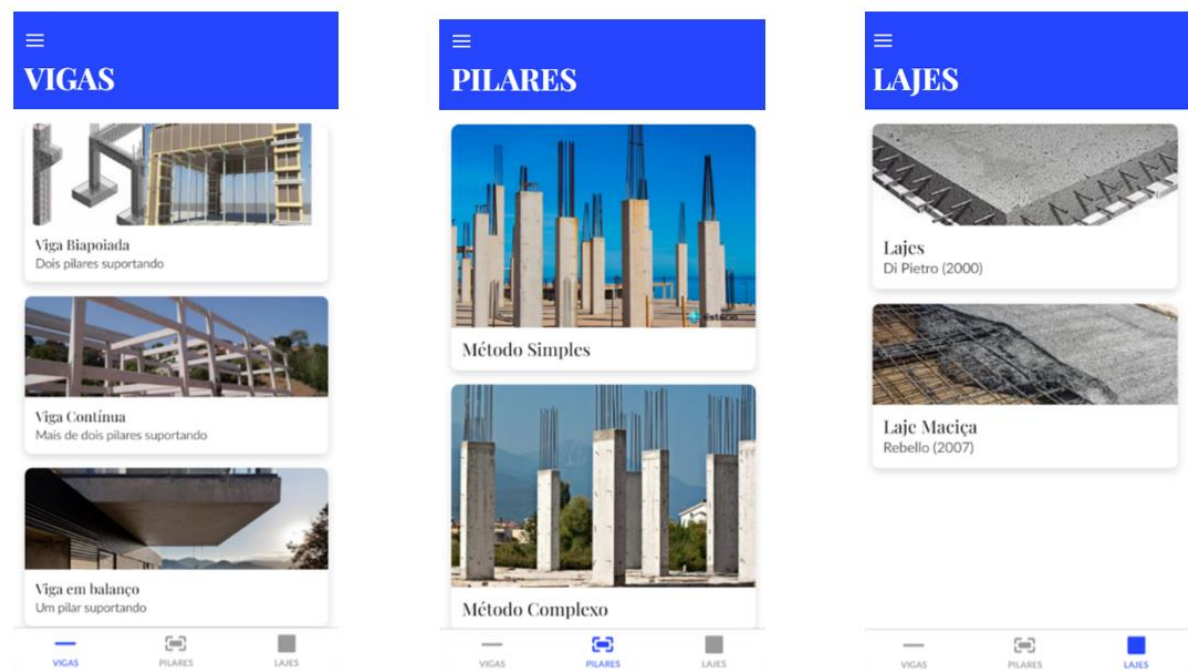 VIGAS
Viga Biapoiada
Dois pilares suportando
Viga Contínua
Mais de dois pilares suportando
Viga em balanço
Um pilar suportando
VIGAS PILARES LAJES
PILARES
Estácio
Método Simples
Método Complexo
VIGAS PILARES LAJES
LAJES
Lajes
Di Pietro (2000)
Laje Maciça
Rebello (2007)
VIGAS PILARES LAJES